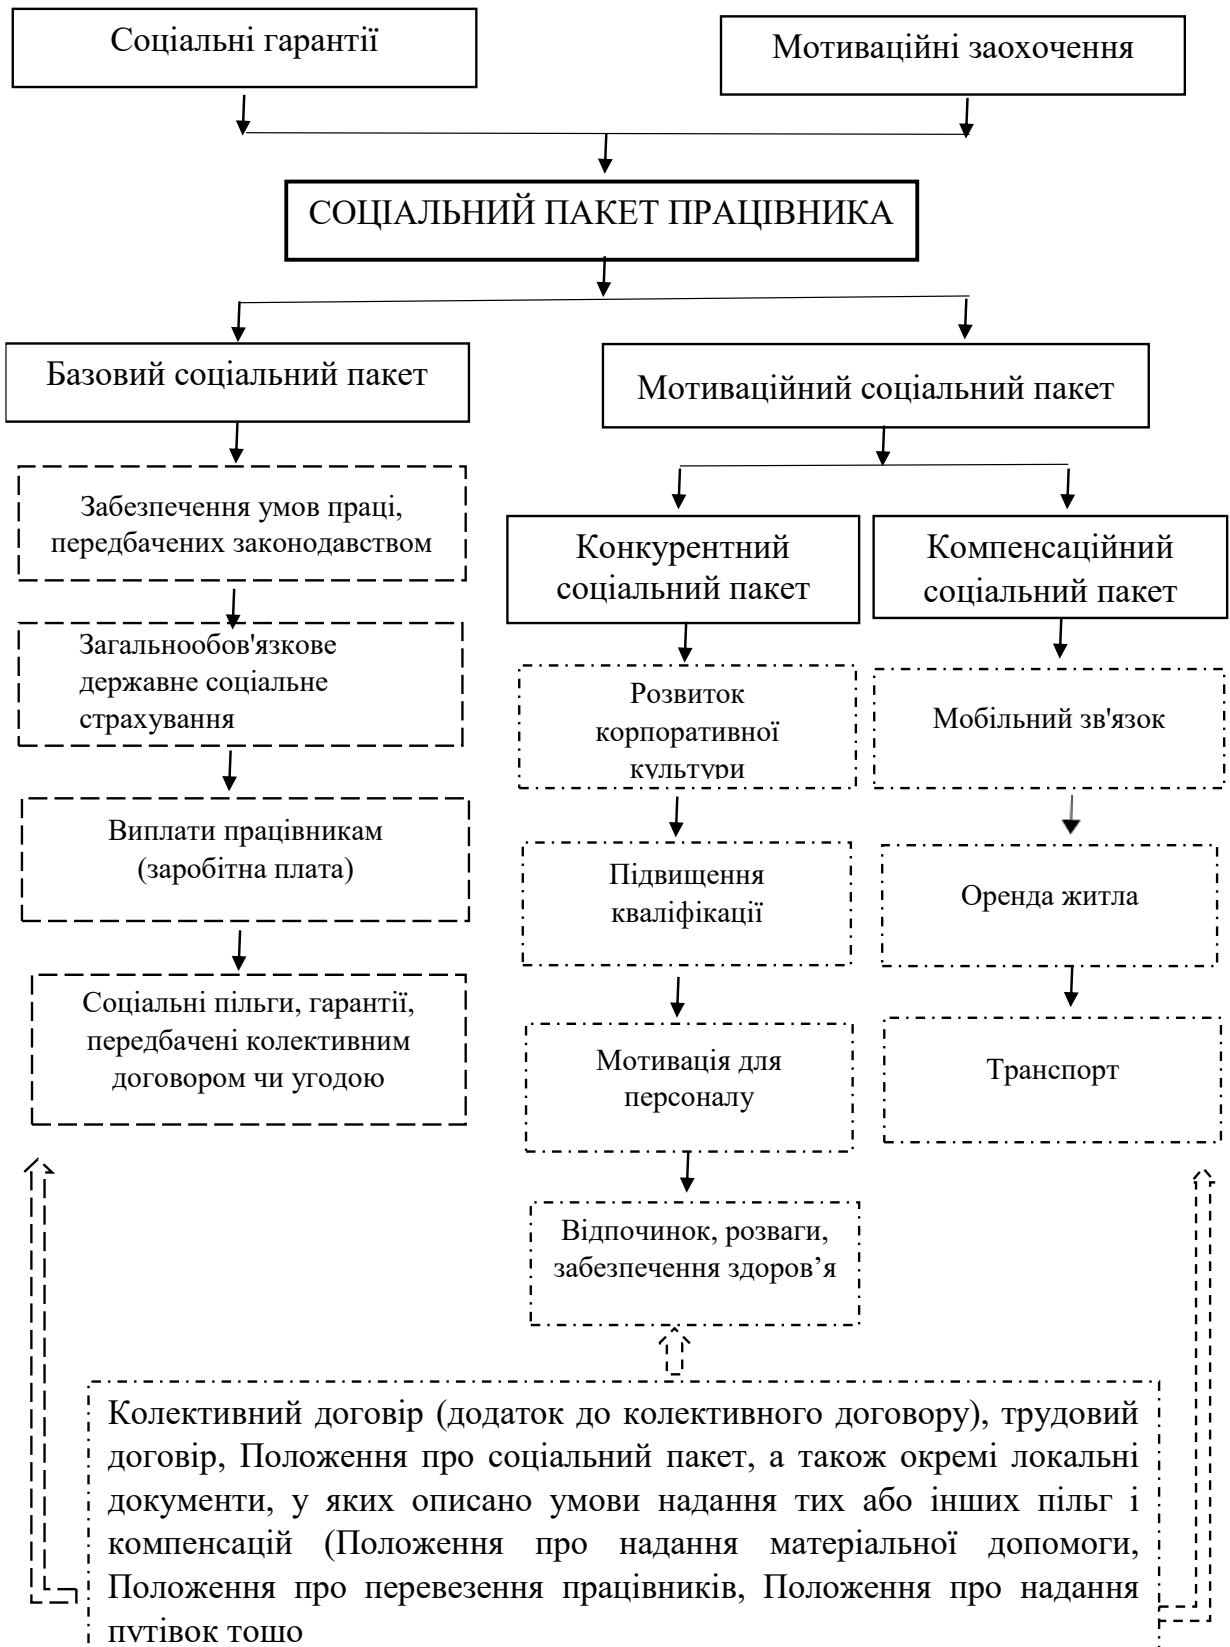 Соціальні гарантії
Мотиваційні заохочення
СОЦІАЛЬНИЙ ПАКЕТ ПРАЦІВНИКА
Базовий соціальний пакет
Мотиваційний соціальний пакет
Забезпечення умов праці,
передбачених законодавством
Загальнообов'язкове
державне соціальне
страхування
Виплати працівникам
(заробітна плата)
Соціальні пільги, гарантії,
передбачені колективним
договором чи угодою
Конкурентний
соціальний пакет
Розвиток
корпоративної
культури
Підвищення
кваліфікації
Мотивація для
персоналу
Відпочинок, розваги,
забезпечення здоров’я
Компенсаційний
соціальний пакет
Мобільний зв'язок
Оренда житла
Транспорт
Колективний договір (додаток до колективного договору), трудовий
договір, Положення про соціальний пакет, а також окремі локальні
документи, у яких описано умови надання тих або інших пільг і
компенсацій (Положення про надання матеріальної допомоги,
Положення про перевезення працівників, Положення про надання
путівок тощо